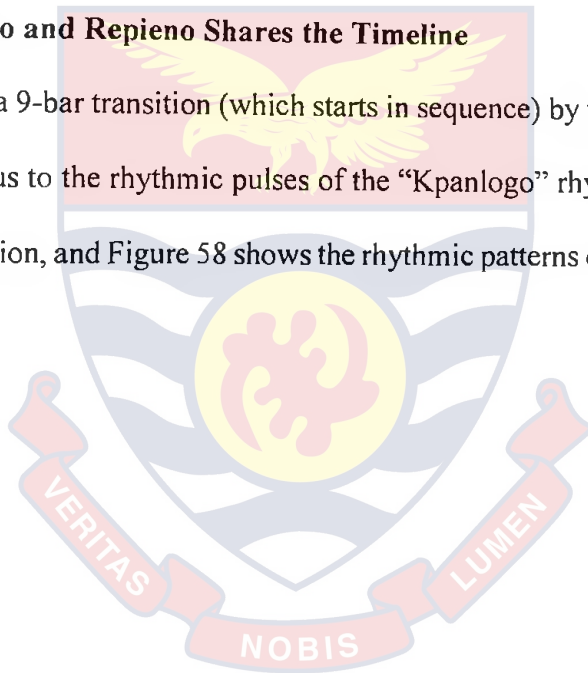 o and Repieno Shares the Timeline
a 9-bar transition (which starts in sequence) by
us to the rhythmic pulses of the “Kpanlogo”
ion, and Figure 58 shows the rhythmic patterns
VERITAS
NOBIS
LUMEN